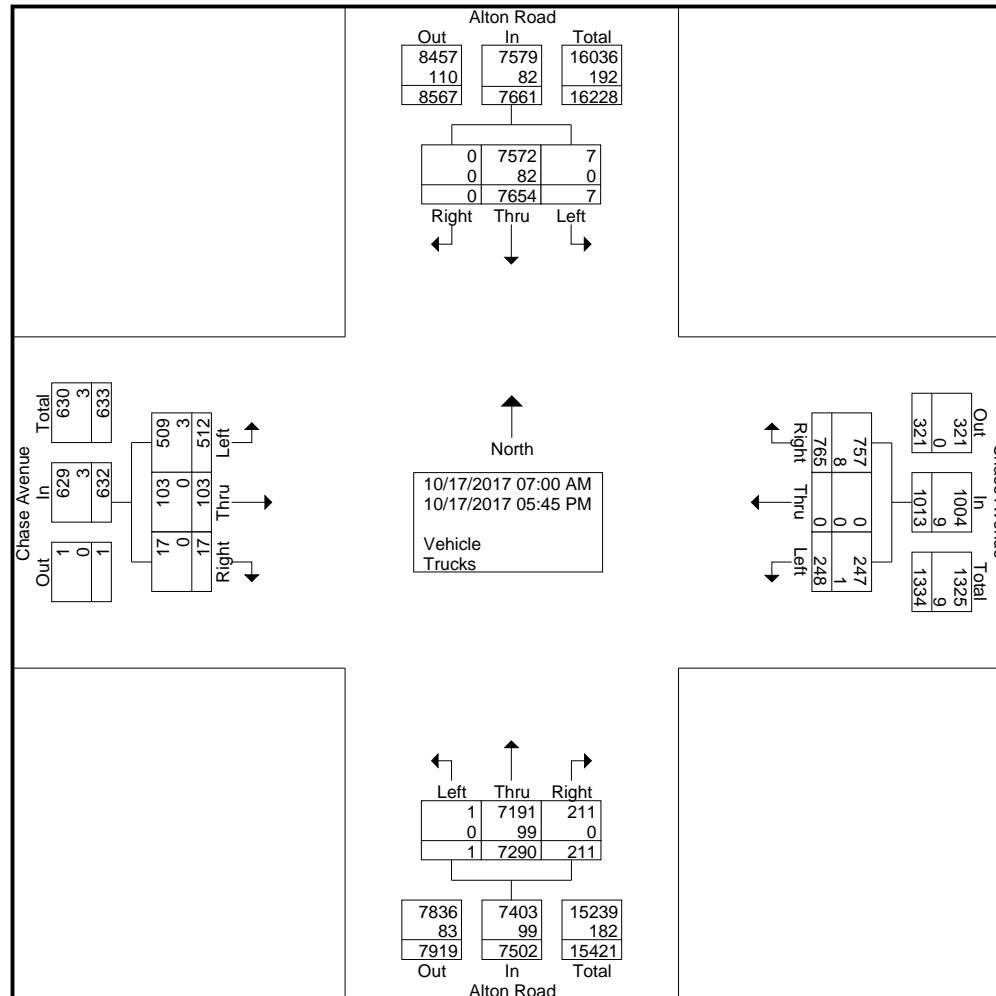 Alton Road
Out In Total
8457 7579 16036
110 82 192
8567 7661 16228
0 7572 7
0 82 0
0 7654 7
Right Thru Left
Chase Avenue
Total In Out
630 629 1
3 3 0
633 632 1
509 103 17
3 0 0
512 103 17
Left Thru Right
North
10/17/2017 07:00 AM
10/17/2017 05:45 PM
Vehicle
Trucks
Right Thru Left
757 0 247
8 0 1
765 0 248
Out In Total
321 1004 1325
0 9 9
321 1013 1334
Left Thru Right
1 7191 211
0 99 0
1 7290 211
7836 7403 15239
83 99 182
7919 7502 15421
Out In Total
Alton Road